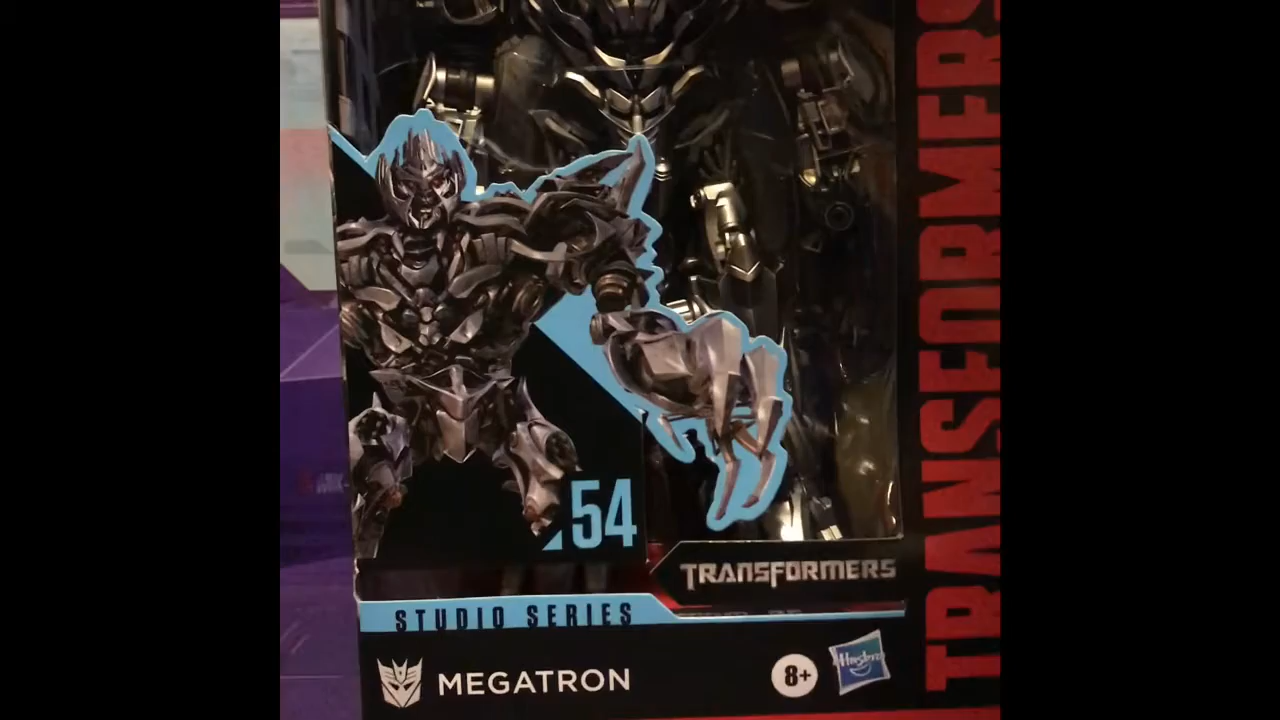 TRANSFORMERS
54
TRANSFORMERS
STUDIO SERIES
MEGATRON
8+
Hasbro